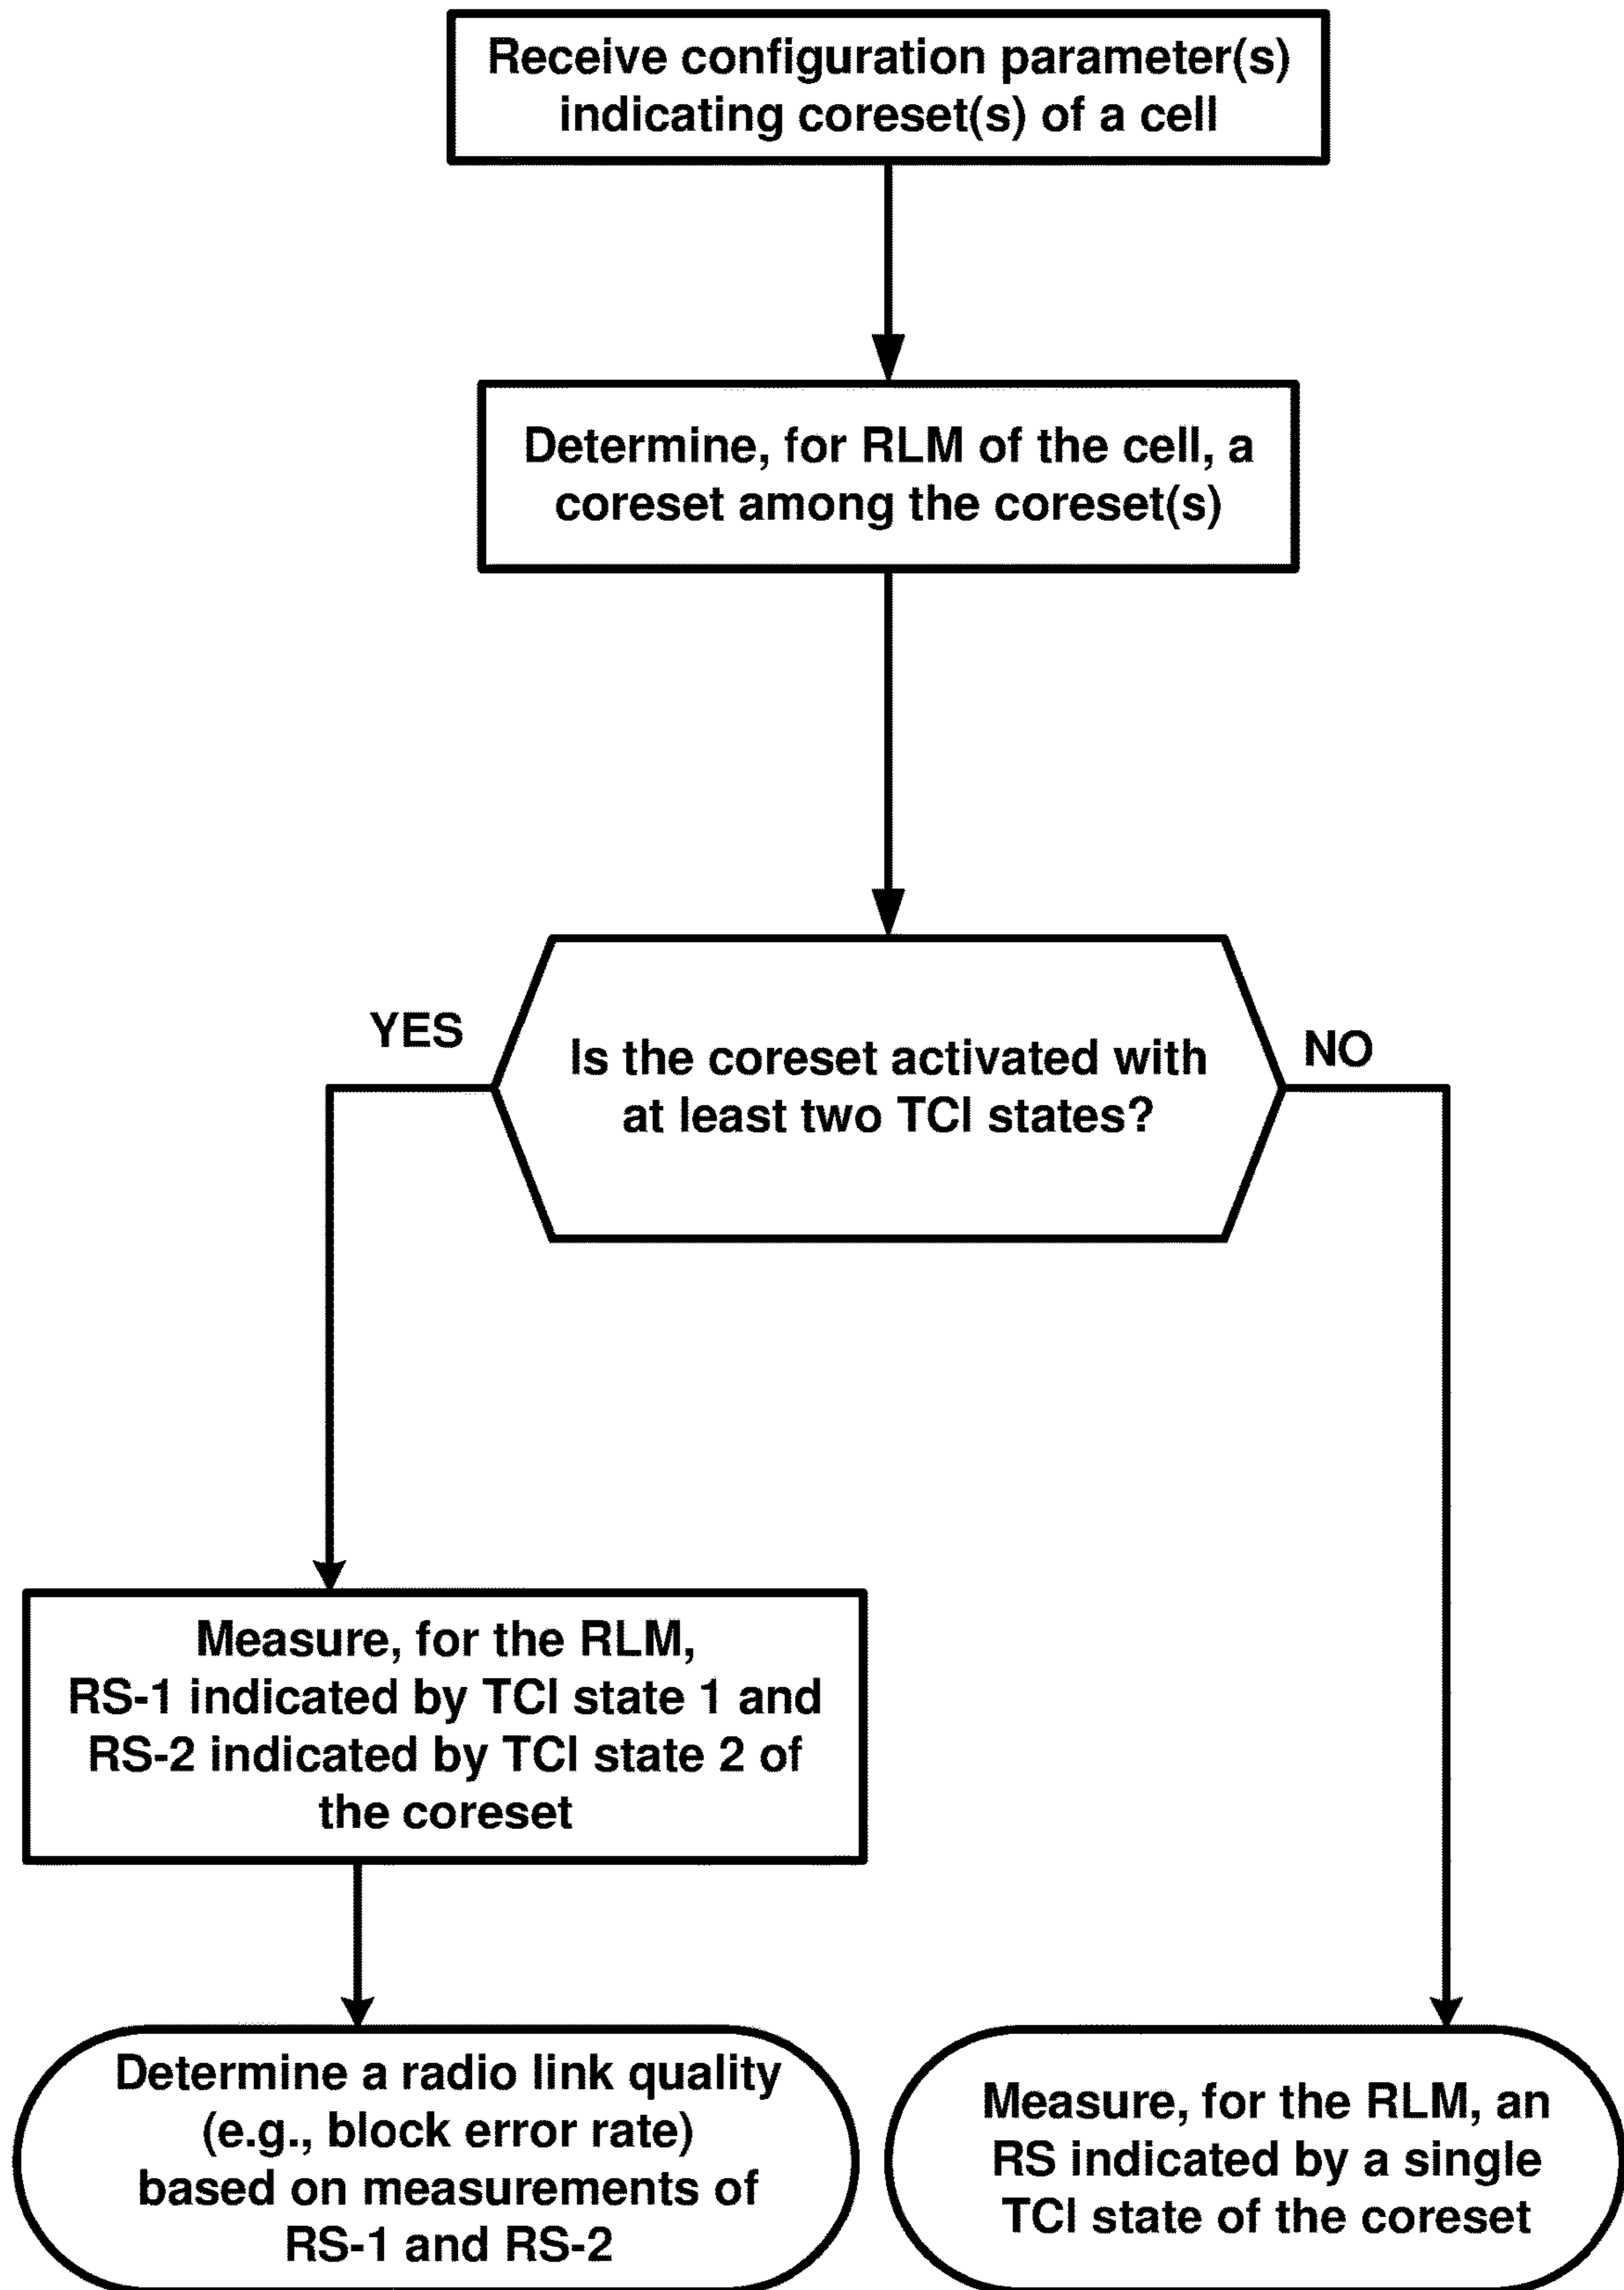 Receive configuration parameter(s)
indicating coreset(s) of a cell
Determine, for RLM of the cell, a
coreset among the coreset(s)
YES
NO
Is the coreset activated with
at least two TCI states?
Measure, for the RLM,
RS-1 indicated by TCI state 1 and
RS-2 indicated by TCI state 2 of
the coreset
Determine a radio link quality
(e.g., block error rate)
based on measurements of
RS-1 and RS-2
Measure, for the RLM, an
RS indicated by a single
TCI state of the coreset